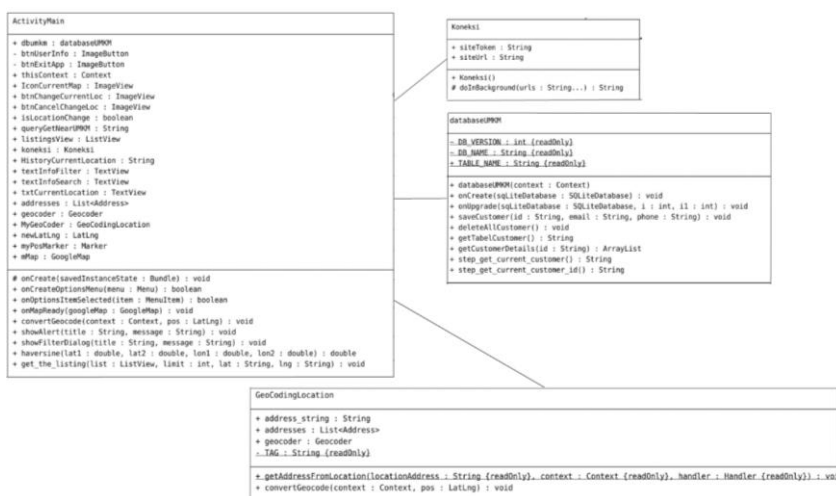 ActivityMain
+ dbumkm : databaseUMKM
- btnUserInfo : ImageButton
- btnExitApp : ImageButton
+ thisContext : Context
+ IconCurrentMap : ImageView
+ btnChangeCurrentLoc : ImageView
+ btnCancelChangeLoc : ImageView
+ isLocationChange : boolean
+ queryGetNearUMKM : String
+ listingsView : ListView
+ koneksi : Koneksi
+ HistoryCurrentLocation : String
+ textInfoFilter : TextView
+ textInfoSearch : TextView
+ txtCurrentLocation : TextView
+ addresses : List<Address>
+ geocoder : Geocoder
+ MyGeoCoder : GeoCodingLocation
+ newLatLng : LatLng
+ myPosMarker : Marker
+ mMap : GoogleMap
# onCreate(savedInstanceState : Bundle) : void
+ onCreateOptionsMenu(menu : Menu) : boolean
+ onOptionsItemSelected(item : MenuItem) : boolean
+ onMapReady(googleMap : GoogleMap) : void
+ convertGeocode(context : Context, pos : LatLng) : void
+ showAlert(title : String, message : String) : void
+ showFilterDialog(title : String, message : String) : void
+ haversine(lat1 : double, lat2 : double, lon1 : double, lon2 : double) : double
+ get_the_listing(list : ListView, limit : int, lat : String, lng : String) : void
Koneksi
+ siteToken : String
+ siteUrl : String
+ Koneksi()
# doInBackground(urls : String...) : String
databaseUMKM
- DB_VERSION : int {readOnly}
- DB_NAME : String {readOnly}
+ TABLE_NAME : String {readOnly}
+ databaseUMKM(context : Context)
+ onCreate(sqLiteDatabase : SQLiteDatabase) : void
+ onUpgrade(sqLiteDatabase : SQLiteDatabase, i : int, i1 : int) : void
+ saveCustomer(id : String, email : String, phone : String) : void
+ deleteAllCustomer() : void
+ getTabelCustomer() : String
+ getCustomerDetails(id : String) : ArrayList
+ step_get_current_customer() : String
+ step_get_current_customer_id() : String
GeoCodingLocation
+ address_string : String
+ addresses : List<Address>
+ geocoder : Geocoder
- TAG : String {readOnly}
+ getAddressFromLocation(locationAddress : String {readOnly}, context : Context {readOnly}, handler : Handler {readOnly}) : voi
+ convertGeocode(context : Context, pos : LatLng) : void